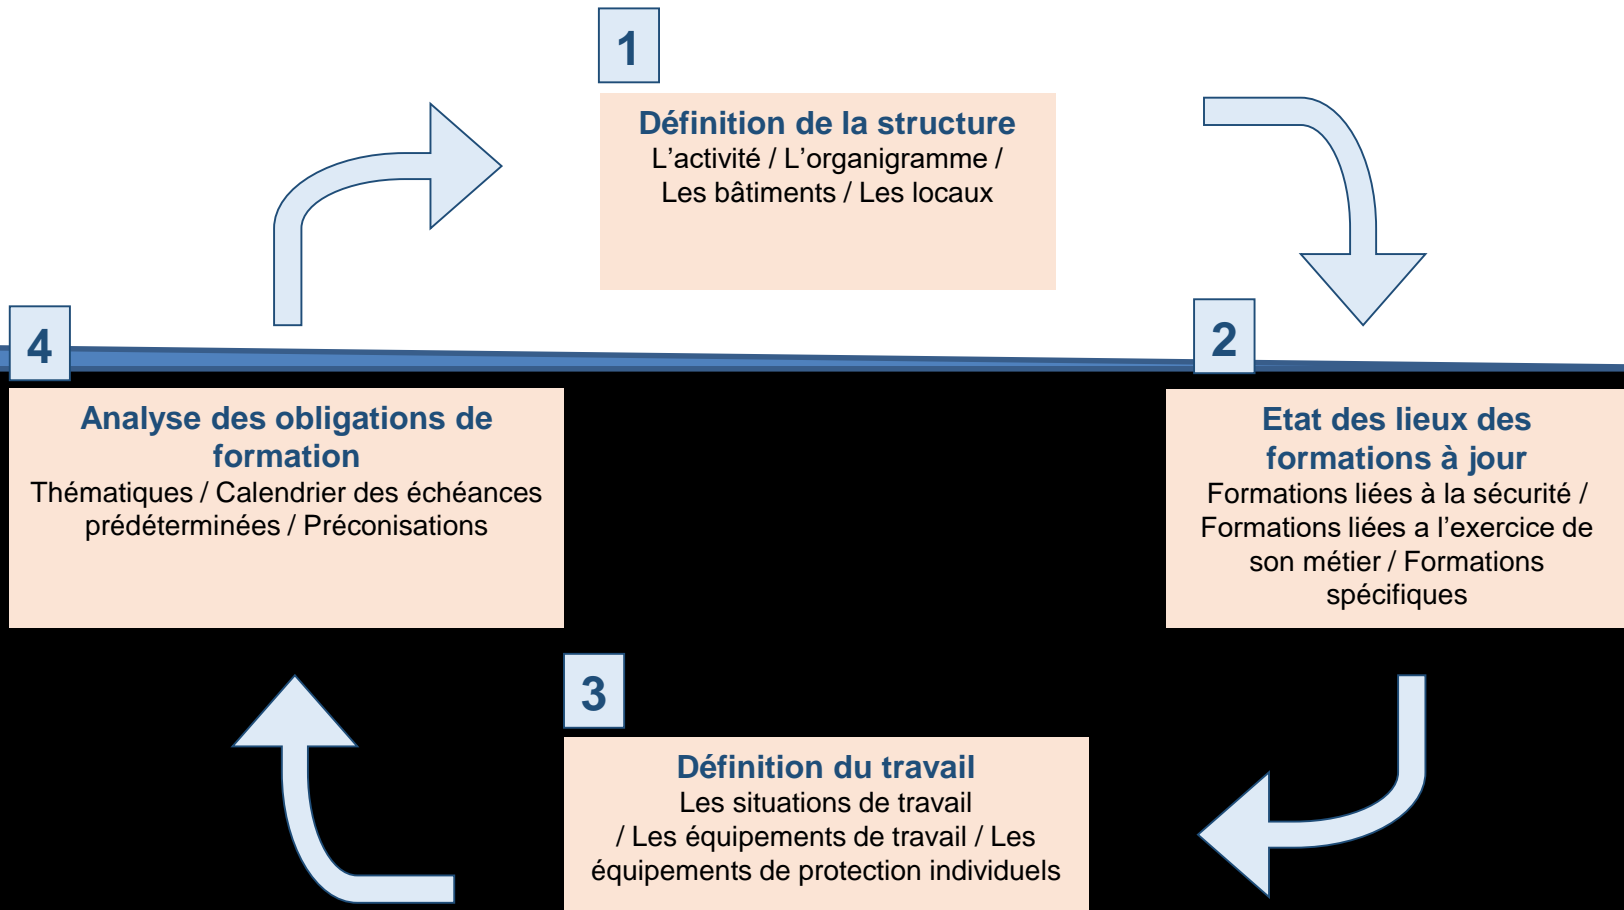 1
Définition de la structure
L’activité / L’organigramme /
Les bâtiments / Les locaux
2
Etat des lieux des
formations à jour
Formations liées à la sécurité /
Formations liées a l’exercice de
son métier / Formations
spécifiques
3
Définition du travail
Les situations de travail
/ Les équipements de travail / Les
équipements de protection individuels
4
Analyse des obligations de
formation
Thématiques / Calendrier des échéances
prédéterminées / Préconisations